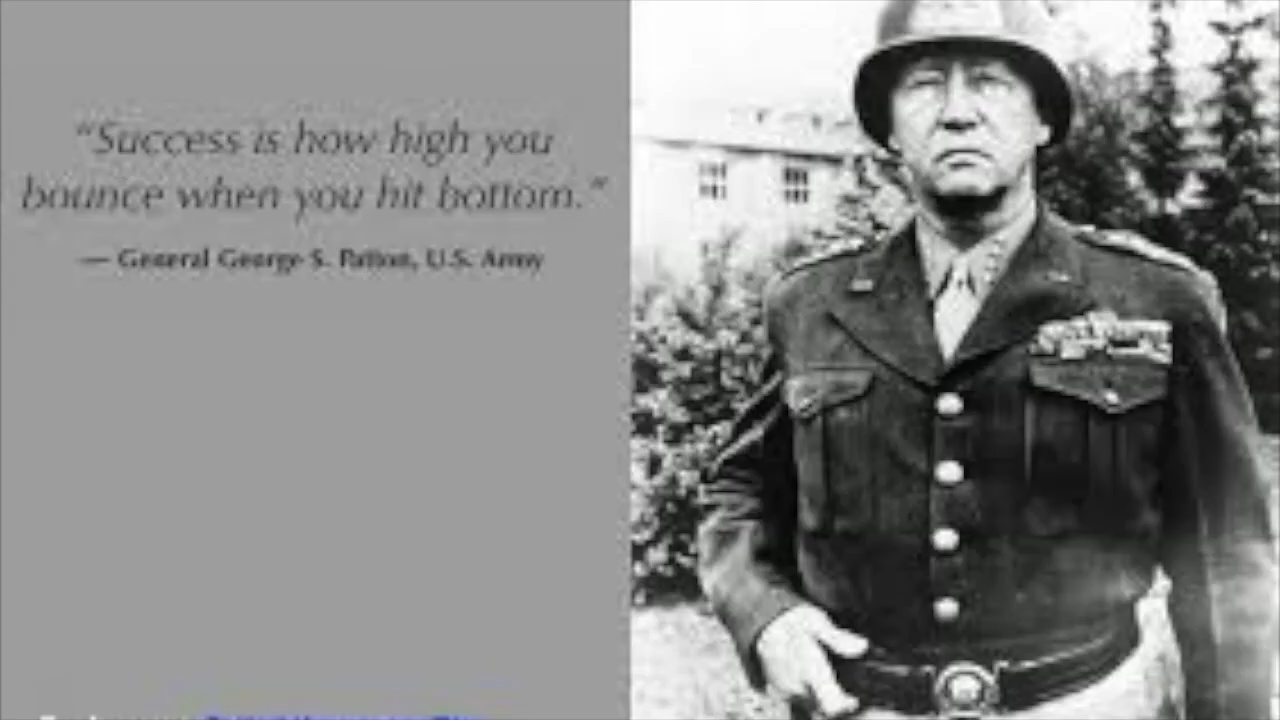 “Success is how high you
bounce when you hit bottom.”
— General George S. Patton, U.S. Army